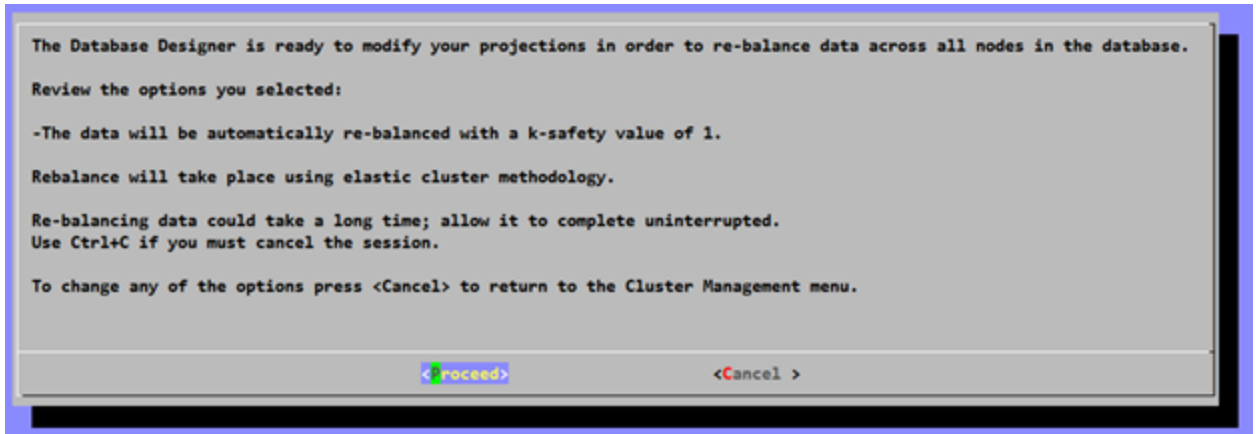 The Database Designer is ready to modify your projections in order to re-balance data across all nodes in the database.
Review the options you selected:
-The data will be automatically re-balanced with a k-safety value of 1.
Rebalance will take place using elastic cluster methodology.
Re-balancing data could take a long time; allow it to complete uninterrupted.
Use Ctrl+C if you must cancel the session.
To change any of the options press <Cancel> to return to the Cluster Management menu.
<Proceed> <Cancel >